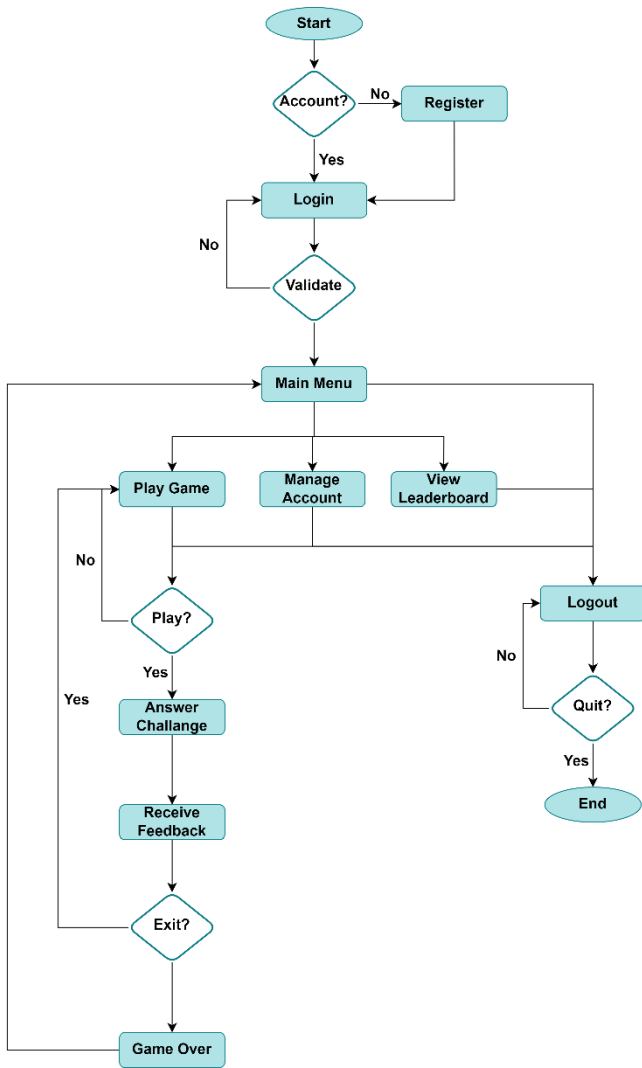 Start
Account?
No
Register
Yes
Login
No
Validate
Main Menu
Play Game
Manage
Account
View
Leaderboard
No
Play?
Logout
Yes
No
Yes
Answer
Challange
Quit?
Yes
Receive
Feedback
End
Exit?
Game Over